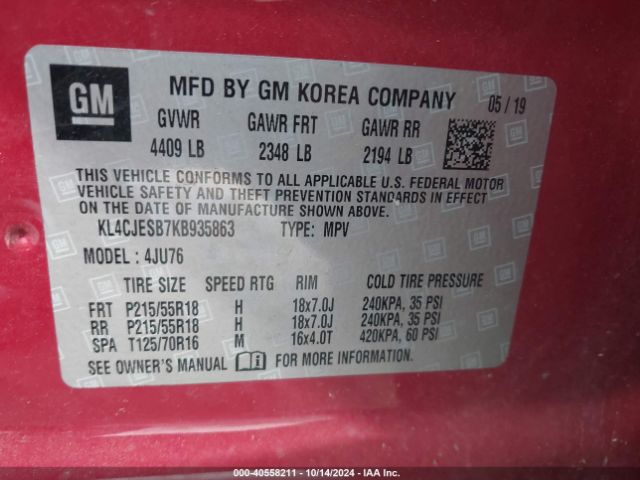 GM
MFD BY GM KOREA COMPANY 05 / 19
GVWR GAWR FRT GAWR RR
4409 LB 2348 LB 2194 LB
THIS VEHICLE CONFORMS TO ALL APPLICABLE U.S. FEDERAL MOTOR
VEHICLE SAFETY AND THEFT PREVENTION STANDARDS IN EFFECT
ON THE DATE OF MANUFACTURE SHOWN ABOVE.
KL4CJESB7KB935863 TYPE: MPV
MODEL : 4JU76
TIRE SIZE SPEED RTG RIM COLD TIRE PRESSURE
FRT P215/55R18 H 18x7.0J 240KPA, 35 PSI
RR P215/55R18 H 18x7.0J 240KPA, 35 PSI
SPA T125/70R16 M 16x4.0T 420KPA, 60 PSI
SEE OWNER'S MANUAL FOR MORE INFORMATION.
000-40558211 - 10/14/2024 - IAA Inc.